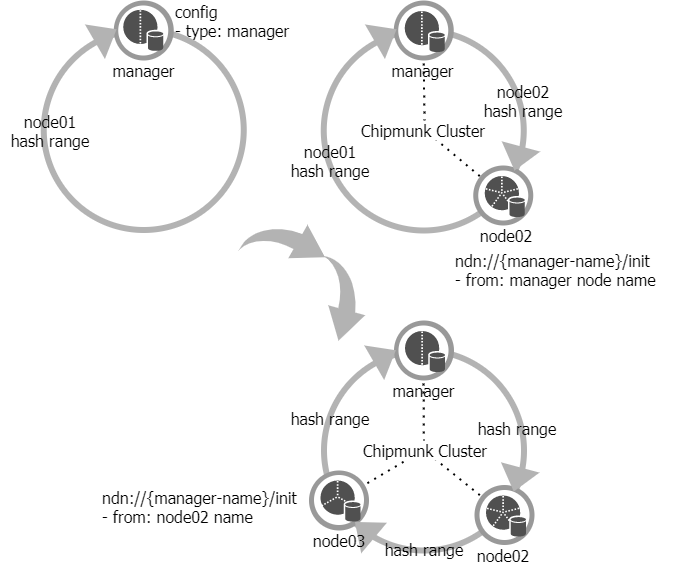 config
- type: manager
manager
node01
hash range
manager
node02
hash range
Chipmunk Cluster
node01
hash range
node02
ndn://{manager-name}/init
- from: manager node name
manager
hash range
hash range
Chipmunk Cluster
ndn://{manager-name}/init
- from: node02 name
node03
hash range
node02